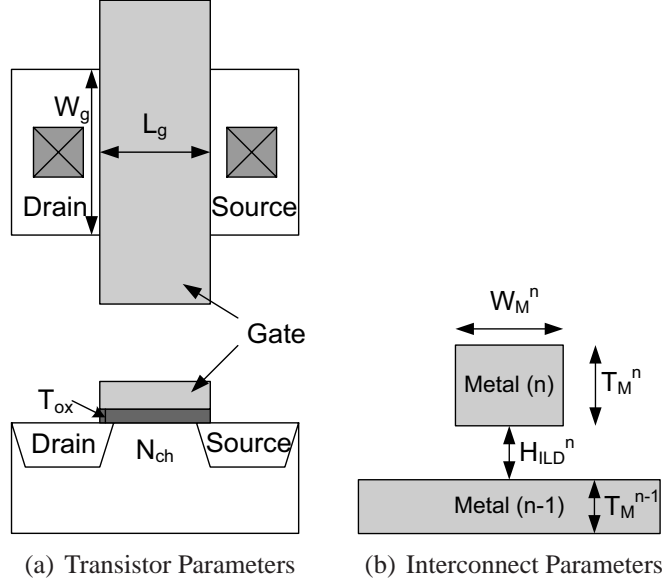 W_g
L_g
Drain Source
Gate
T_ox
Drain N_ch Source
W_M^n
Metal (n) T_M^n
H_ILD^n
Metal (n-1) T_M^n-1
(a) Transistor Parameters
(b) Interconnect Parameters